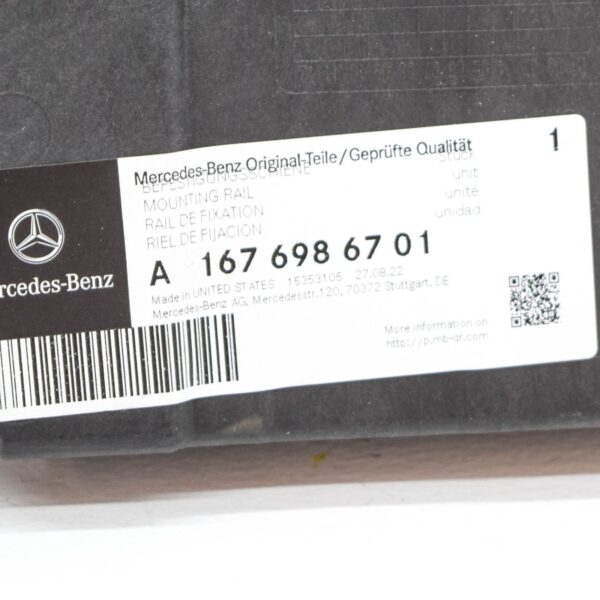 Mercedes-Benz Original-Teile/Geprüfte Qualität 1
BEFESTIGUNGSSCHIENE Stück
MOUNTING RAIL unit
RAIL DE FIXATION unité
RIEL DE FIJACION unidad
rcedes-Benz
A 167 698 67 01
Made in UNITED STATES 15353105 27.08.22
Mercedes-Benz AG, Mercedesstr.120, 70372 Stuttgart, DE
More information on
http://p.mb-qr.com